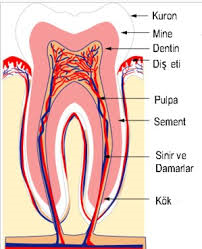 Kuron
Mine
Dentin
Diş eti
Pulpa
Sement
Sinir ve
Damarlar
Kök